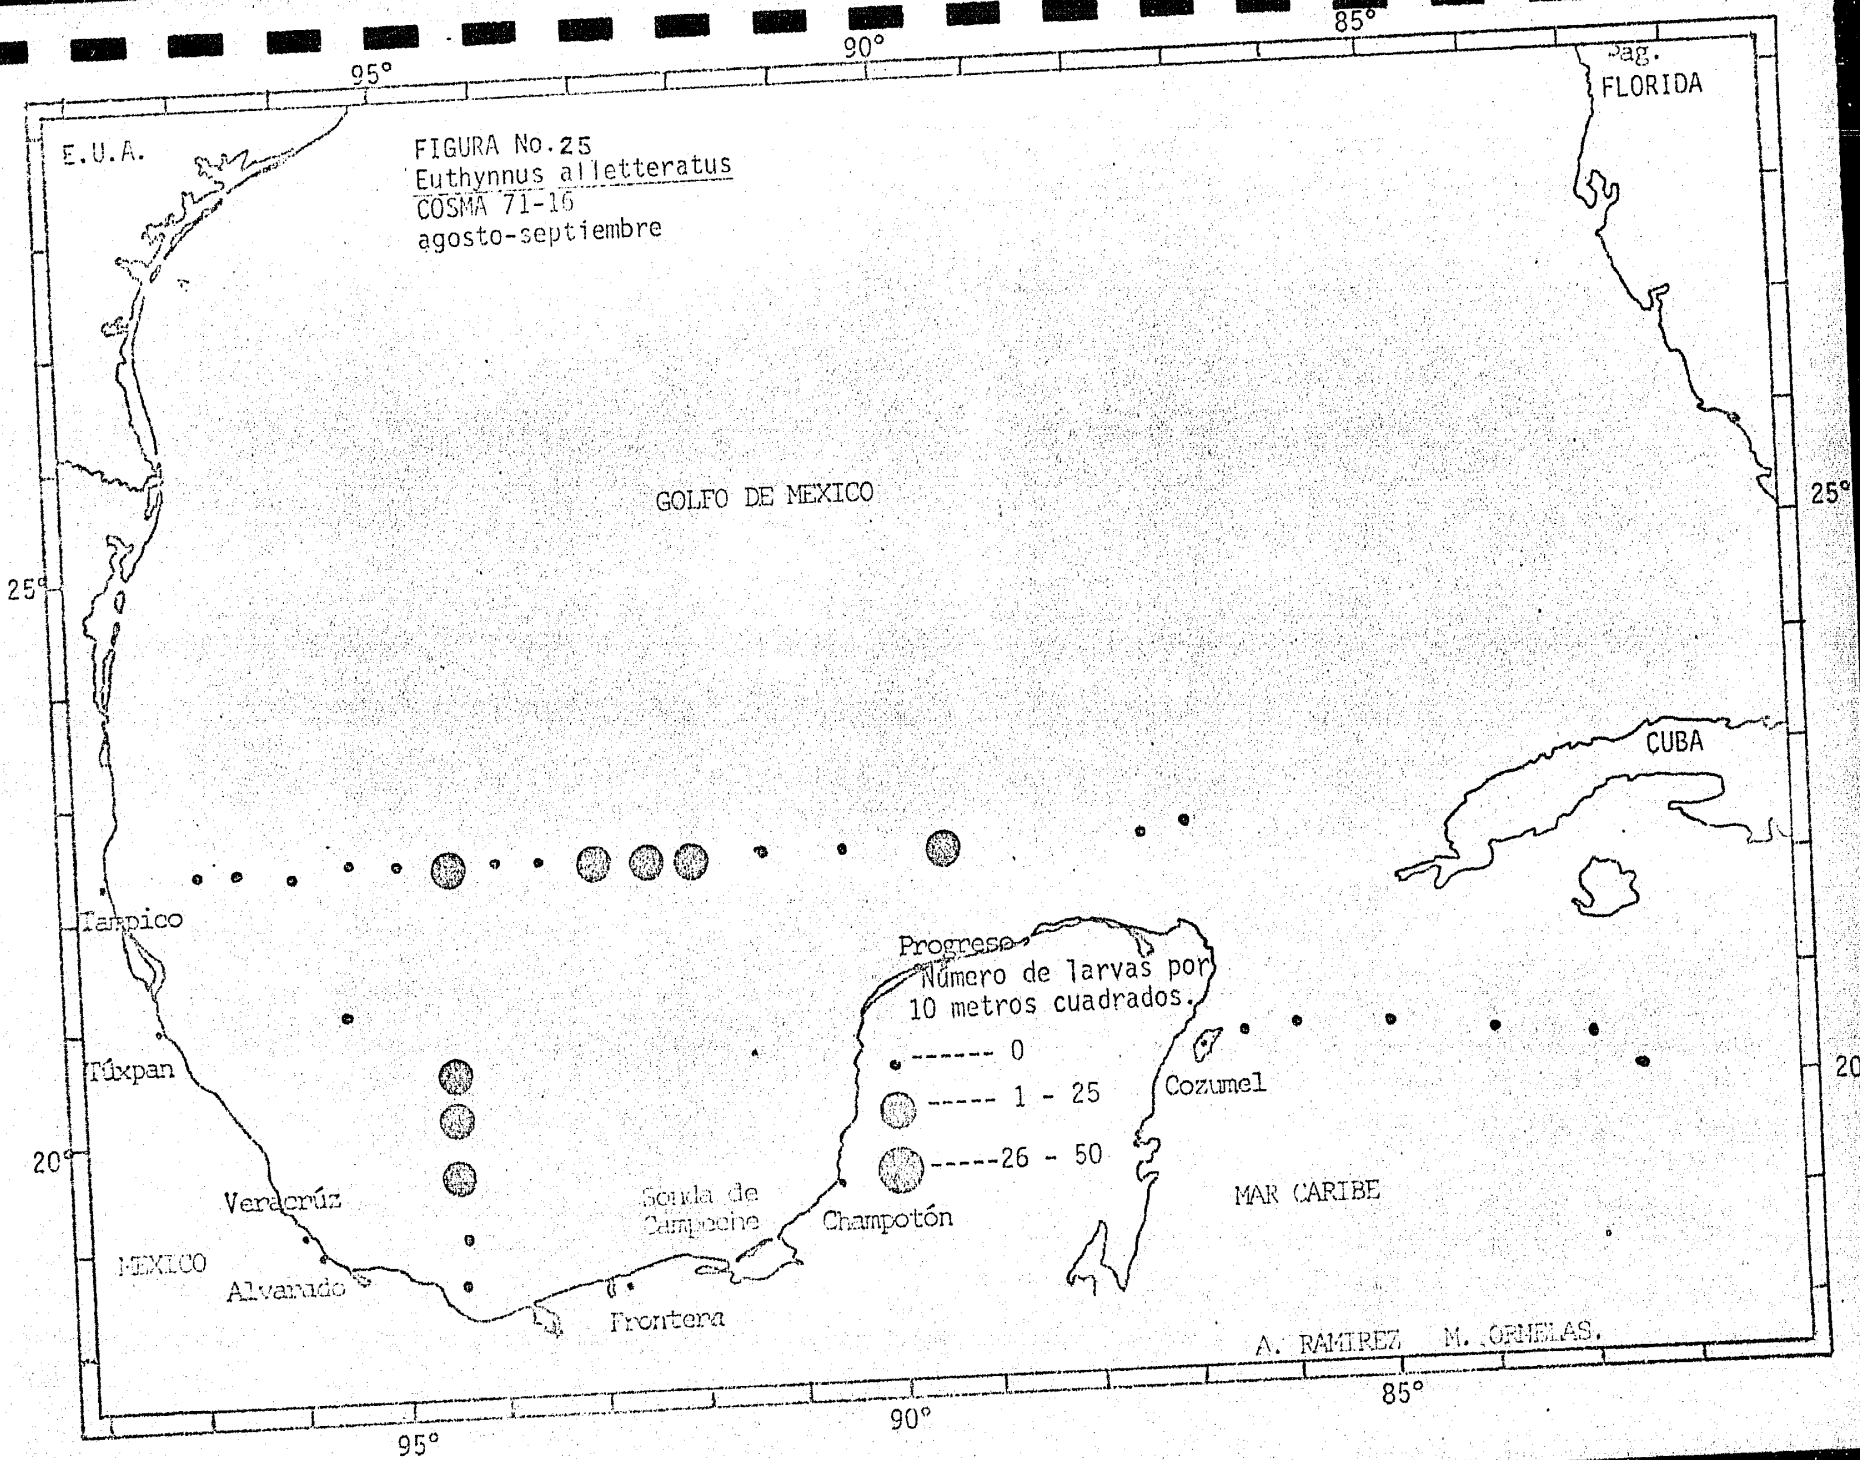 85°
90°
95°
Pag.
FLORIDA
E.U.A.
FIGURA No.25
Euthynnus alletteratus
COSMA 71-16
agosto-septiembre
GOLFO DE MEXICO
25°
25°
CUBA
Tampico
Progreso
Número de larvas por
10 metros cuadrados.
------ 0
----- 1 - 25
-----26 - 50
Túxpan
Cozumel
20
20°
Veracrúz
Sonda de
Campeche
Champotón
MAR CARIBE
MEXICO
Alvarado
Frontera
A. RAMIREZ M. ORNELAS.
85°
90°
95°